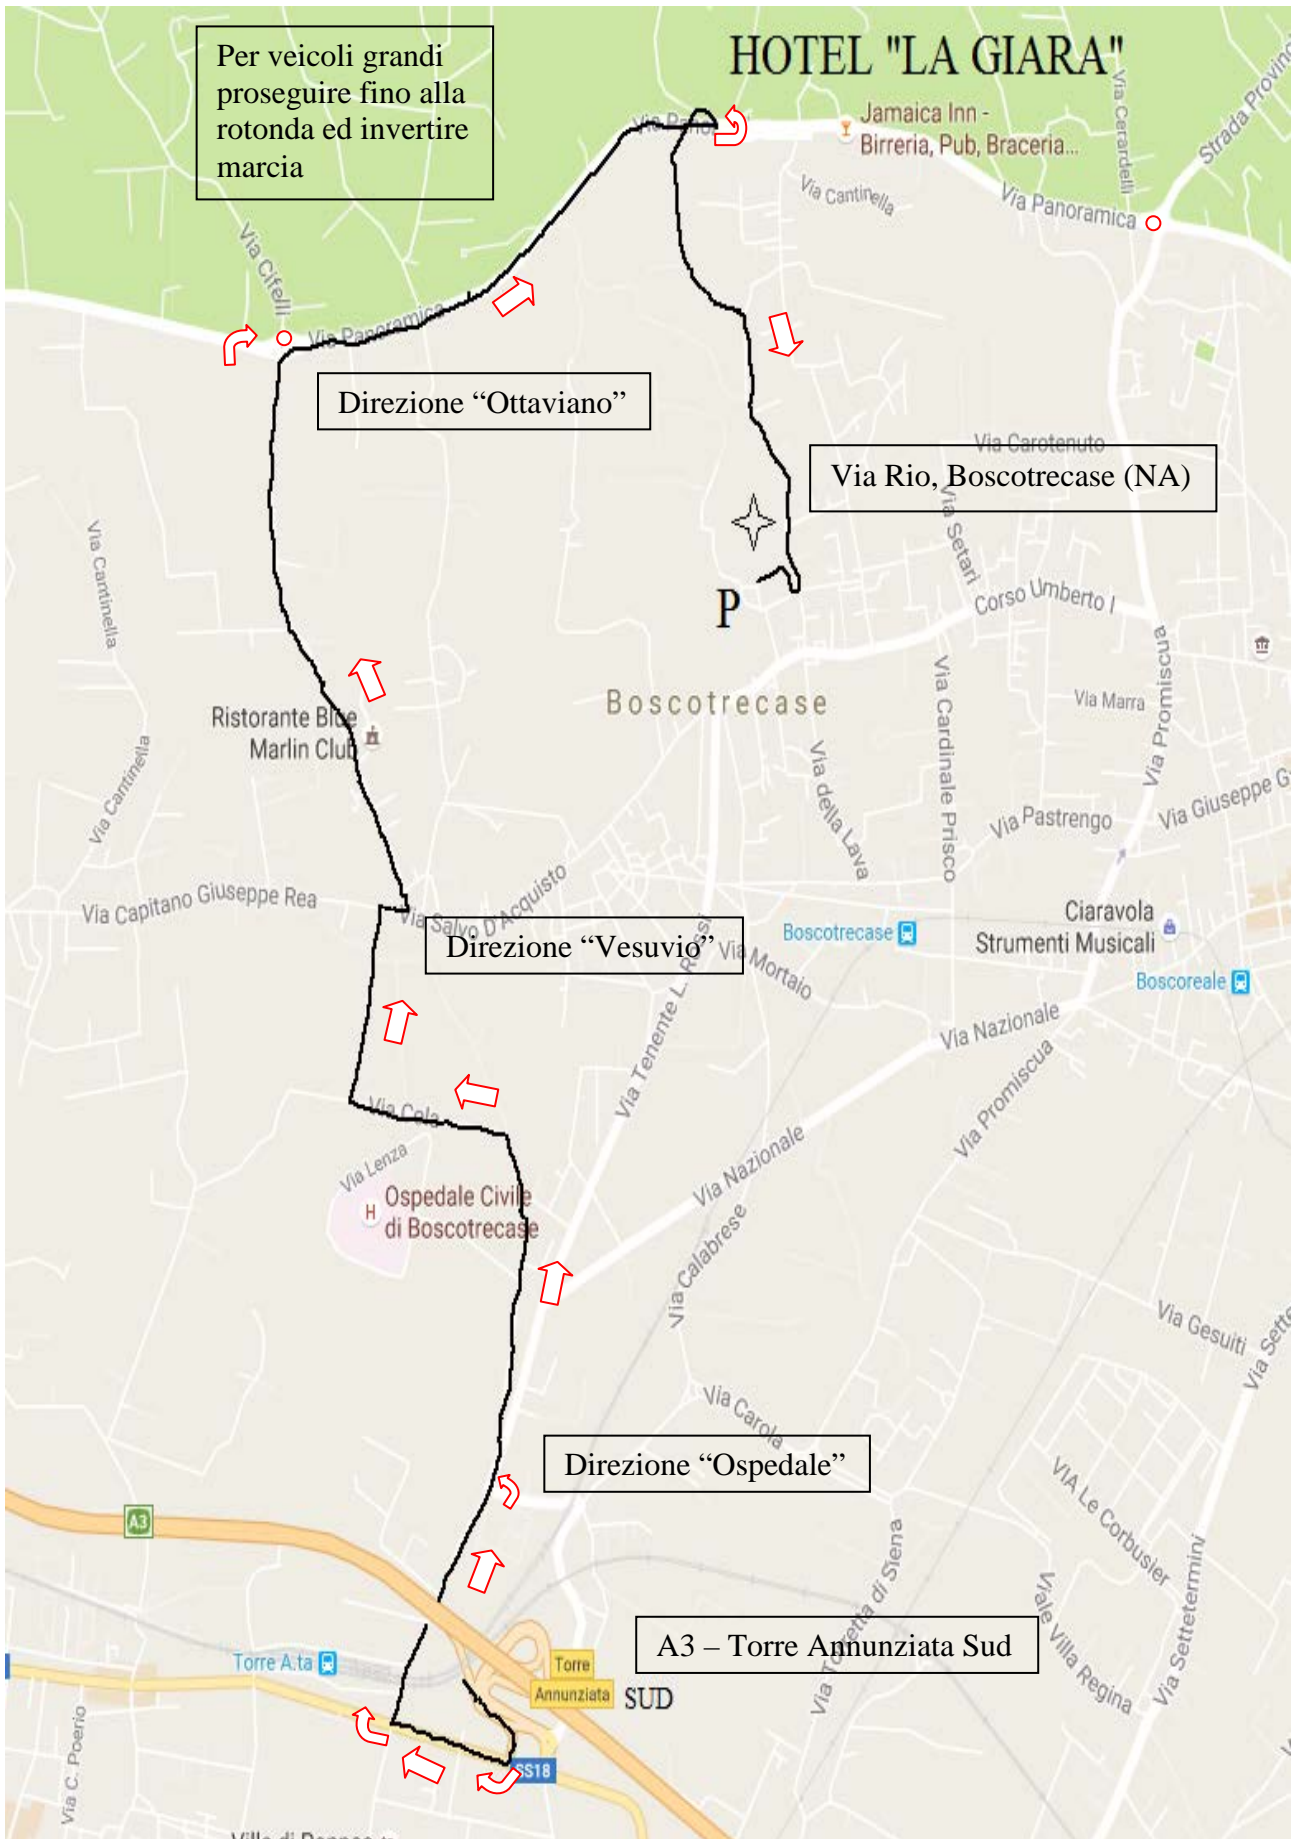 Per veicoli grandi
proseguire fino alla
rotonda ed invertire
marcia
HOTEL "LA GIARA"
Jamaica Inn -
Birreria, Pub, Braceria...
Via Cerardelli
Strada Provinc
Via Cantinella
Via Panoramica
Via Cifelli
Via Panoramica
Direzione “Ottaviano”
Via Carotenuto
Via Rio, Boscotrecase (NA)
Via Setari
Via Cantinella
P
Corso Umberto I
Via Promiscua
Via Cardinale Prisco
Via Marra
Boscotrecase
Ristorante Blue
Marlin Club
Via Cantinella
Via della Lava
Via Pastrengo
Via Giuseppe G
Via Capitano Giuseppe Rea
Via Salvo D'Acquisto
Direzione “Vesuvio”
Via Tenente L. Rossi
Via Mortaio
Boscotrecase
Ciaravola
Strumenti Musicali
Boscoreale
Via Nazionale
Via Promiscua
Via Cola
Via Lenza
Ospedale Civile
di Boscotrecase
H
Via Nazionale
Via Calabrese
Via Gesuiti
Via Sette
Via Carola
Direzione “Ospedale”
VIA Le Corbusier
A3
Via Torretta di Siena
Viale Villa Regina
Via Settetermini
A3 – Torre Annunziata Sud
Torre A.ta
Torre
Annunziata
SUD
SS18
Via C. Poerio